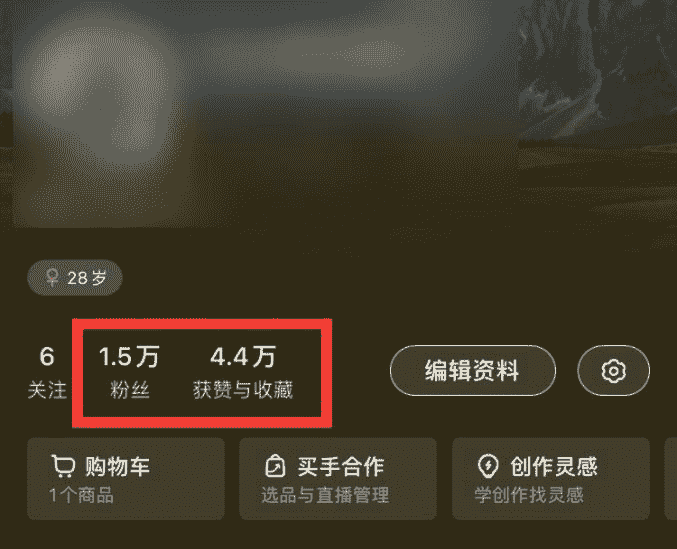 28岁
6 1.5万 4.4万
关注 粉丝 获赞与收藏
编辑资料
购物车 买手合作 创作灵感
1个商品 选品与直播管理 学创作找灵感